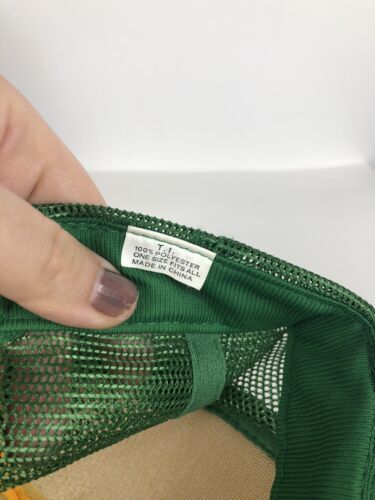 T.I.
100% POLYESTER
ONE SIZE FITS ALL
MADE IN CHINA